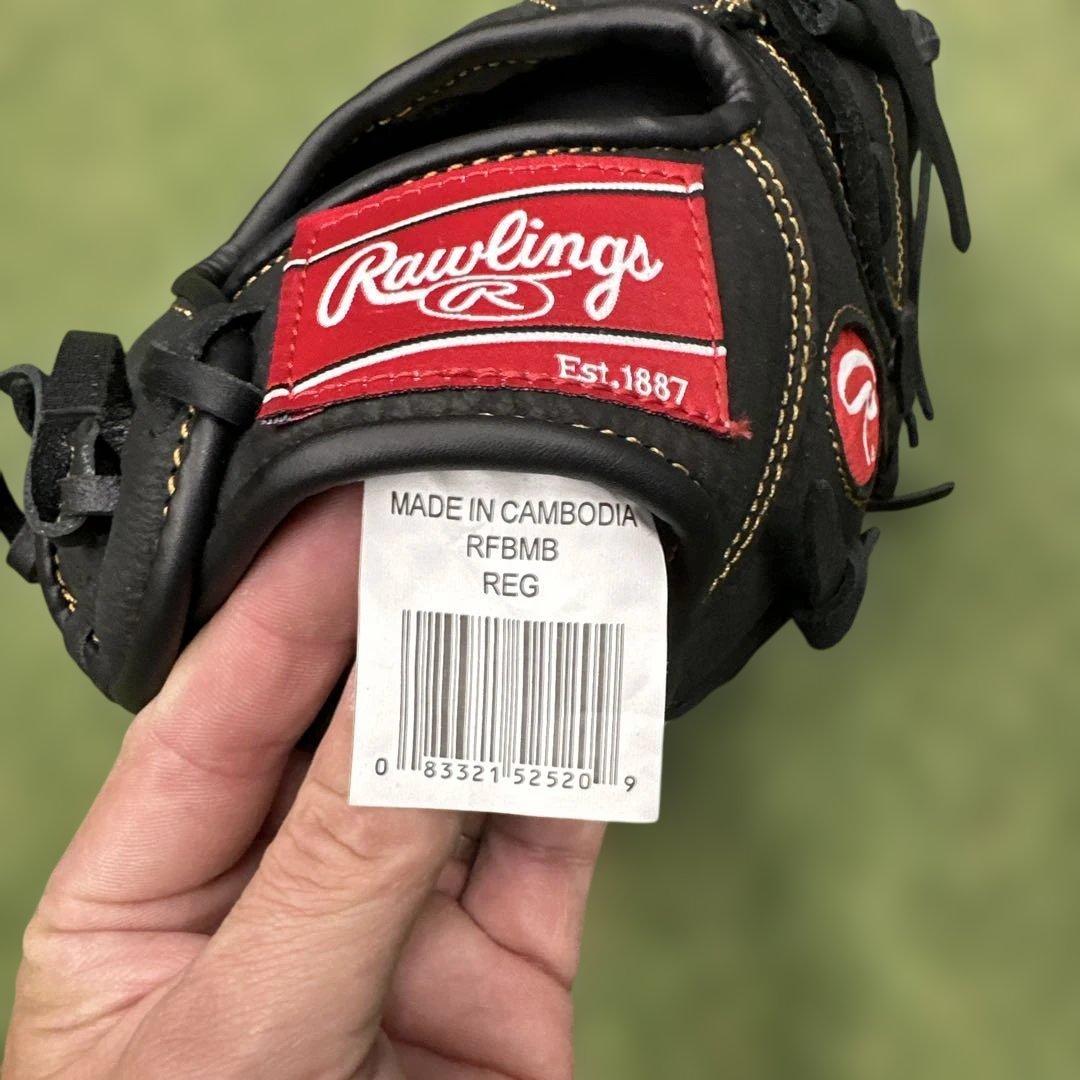 Rawlings
R
Est.1887
R
MADE IN CAMBODIA
RFBMB
REG
0 83321 52520 9